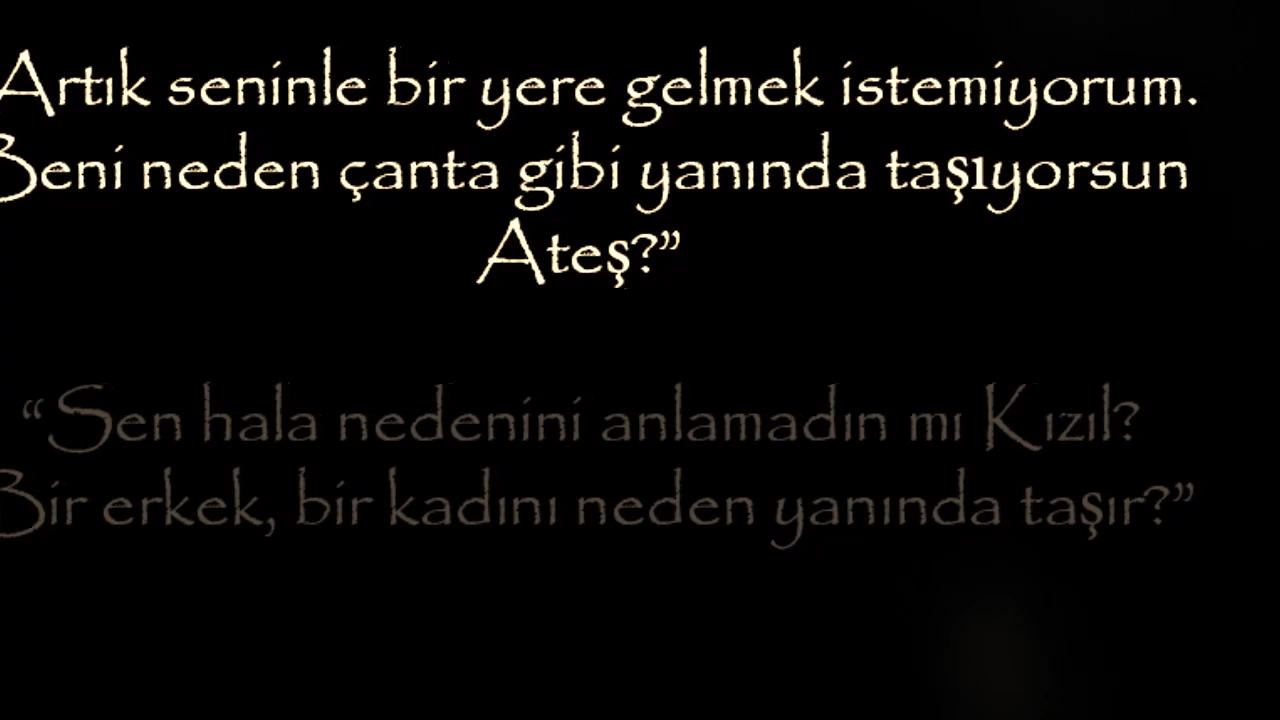 Artık seninle bir yere gelmek istemiyorum.
Beni neden çanta gibi yanında taşıyorsun
Ateş?”
“Sen hala nedenini anlamadın mı Kızıl?
Bir erkek, bir kadını neden yanında taşır?”